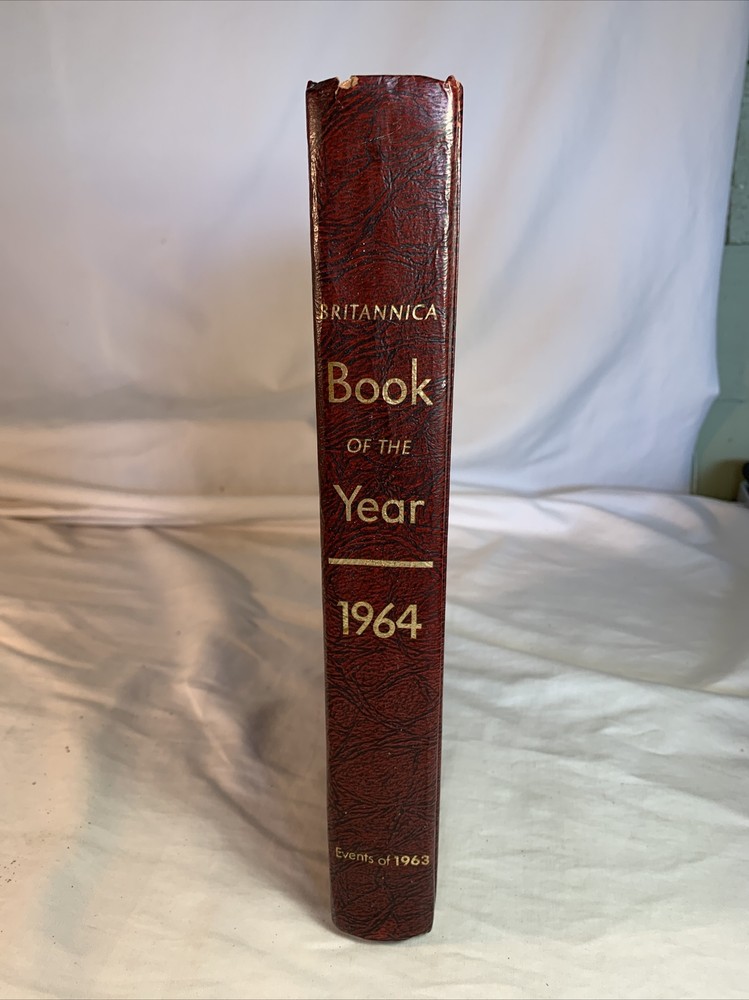 BRITANNICA
Book
OF THE
Year
1964
Events of 1963